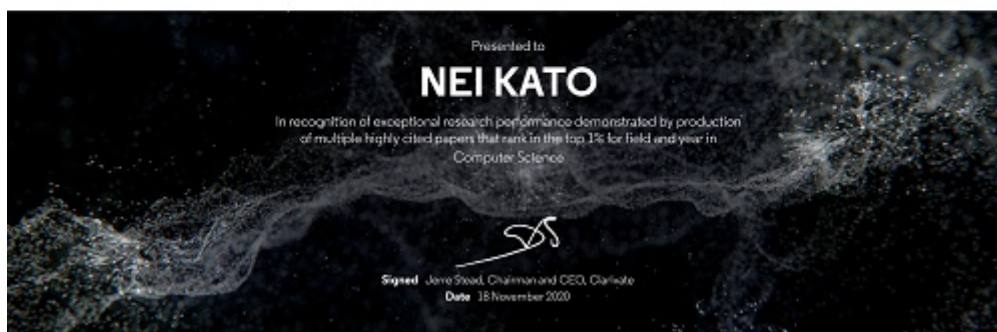 Presented to
NEI KATO
In recognition of exceptional research performance demonstrated by production
of multiple highly cited papers that rank in the top 1% for field and year in
Computer Science
Signed Jerre Stead, Chairman and CEO, Clarivate
Date 18 November 2020